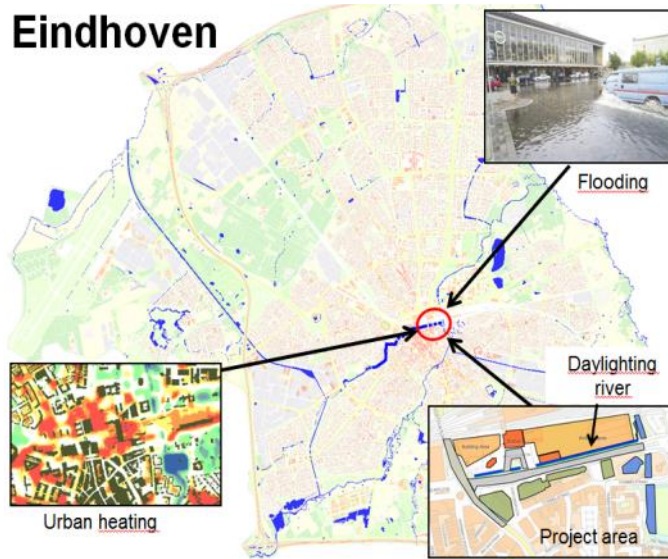 Eindhoven
Flooding
Daylighting
river
Urban heating
Project area